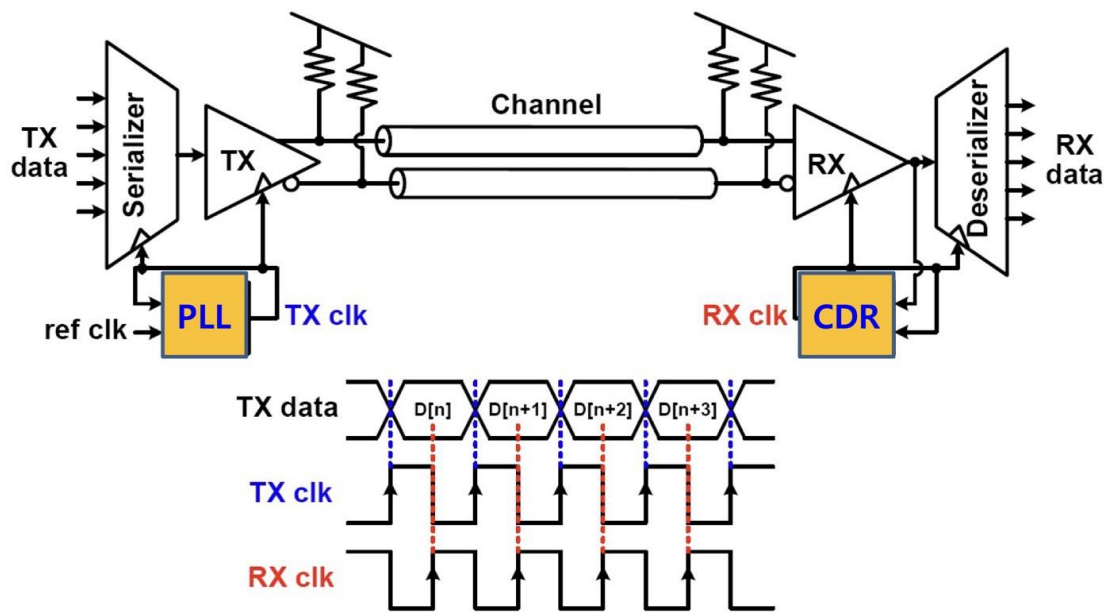 Serializer
TX
data
TX
Channel
RX
Deserializer
RX
data
ref clk
PLL
TX clk
RX clk
CDR
TX data
D[n]
D[n+1]
D[n+2]
D[n+3]
TX clk
RX clk